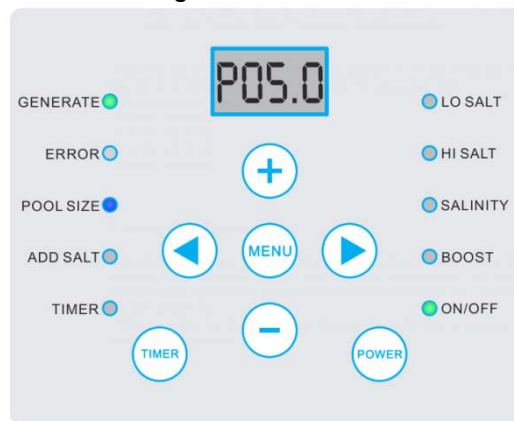 P05.0
GENERATE
LO SALT
ERROR
HI SALT
+
POOL SIZE
SALINITY
ADD SALT
MENU
BOOST
TIMER
ON/OFF
−
TIMER
POWER